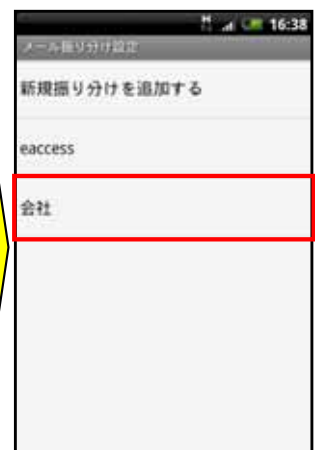 16:38
メール振り分け設定
新規振り分けを追加する
eaccess
会社